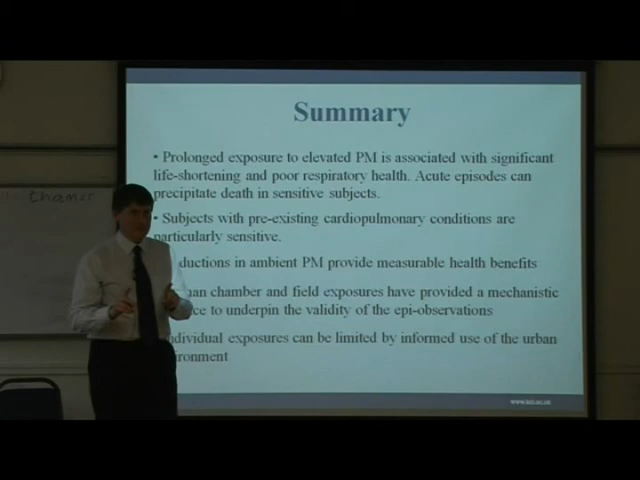 Summary
• Prolonged exposure to elevated PM is associated with significant
life-shortening and poor respiratory health. Acute episodes can
precipitate death in sensitive subjects.
• Subjects with pre-existing cardiopulmonary conditions are
particularly sensitive.
ductions in ambient PM provide measurable health benefits
an chamber and field exposures have provided a mechanistic
ce to underpin the validity of the epi-observations
ndividual exposures can be limited by informed use of the urban
ironment